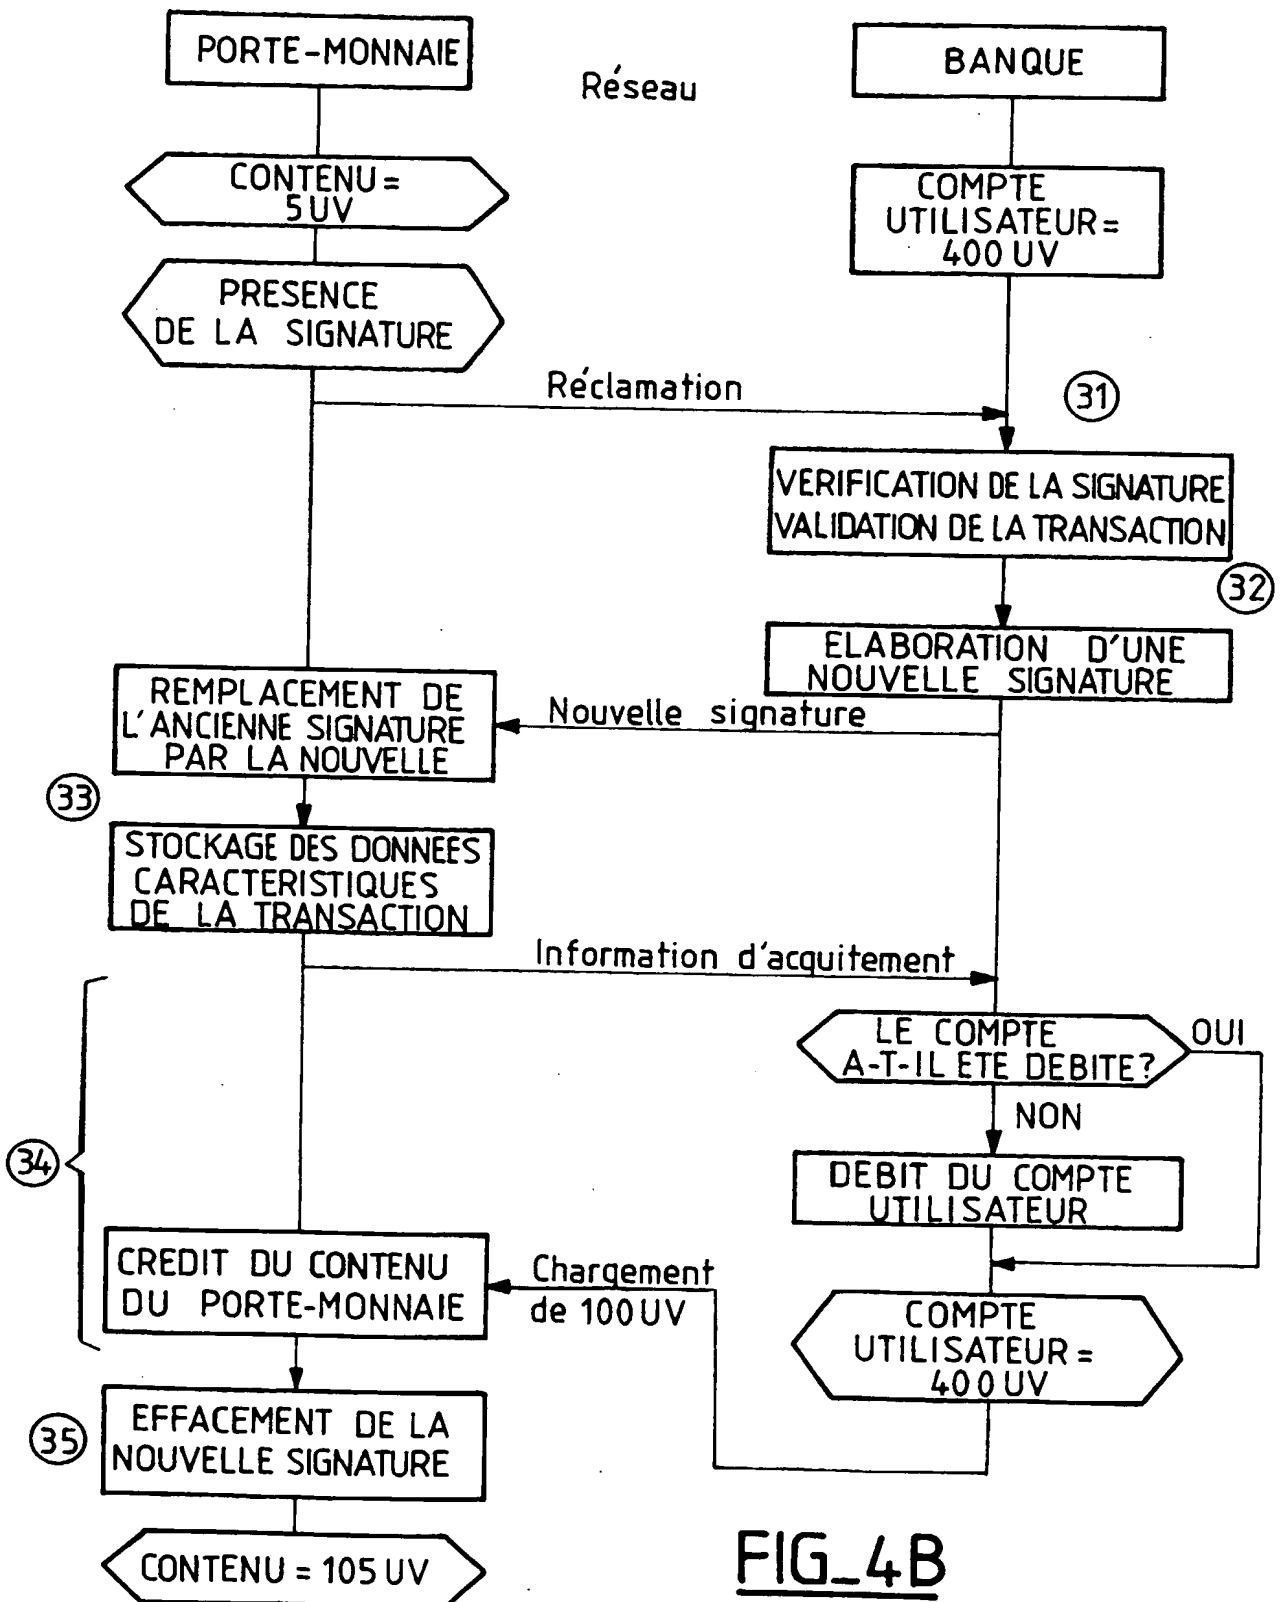 PORTE-MONNAIE
Réseau
BANQUE
CONTENU =
5UV
COMPTE
UTILISATEUR =
400 UV
PRESENCE
DE LA SIGNATURE
Réclamation
31
VERIFICATION DE LA SIGNATURE
VALIDATION DE LA TRANSACTION
32
ELABORATION D'UNE
NOUVELLE SIGNATURE
REMPLACEMENT DE
L'ANCIENNE SIGNATURE
PAR LA NOUVELLE
Nouvelle signature
33
STOCKAGE DES DONNEES
CARACTERISTIQUES
DE LA TRANSACTION
Information d'acquitement
LE COMPTE
A-T-IL ETE DEBITE?
OUI
NON
34
DEBIT DU COMPTE
UTILISATEUR
CREDIT DU CONTENU
DU PORTE-MONNAIE
Chargement
de 100 UV
COMPTE
UTILISATEUR =
400 UV
35
EFFACEMENT DE LA
NOUVELLE SIGNATURE
CONTENU = 105 UV
FIG_4B